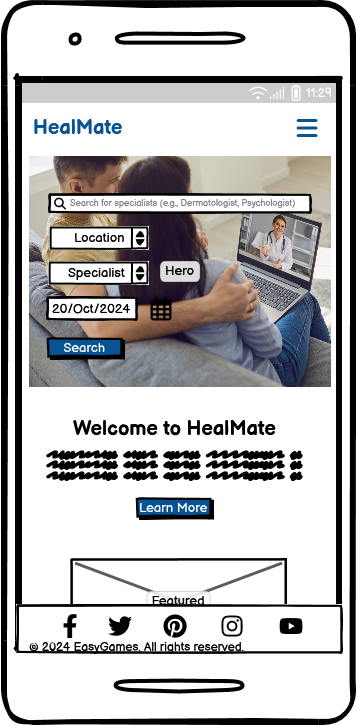 11:29
HealMate
Search for specialists (e.g., Dermatologist, Psychologist)
Location
Specialist
Hero
20/Oct/2024
Search
Welcome to HealMate
Learn More
Featured
© 2024 EasyGames. All rights reserved.